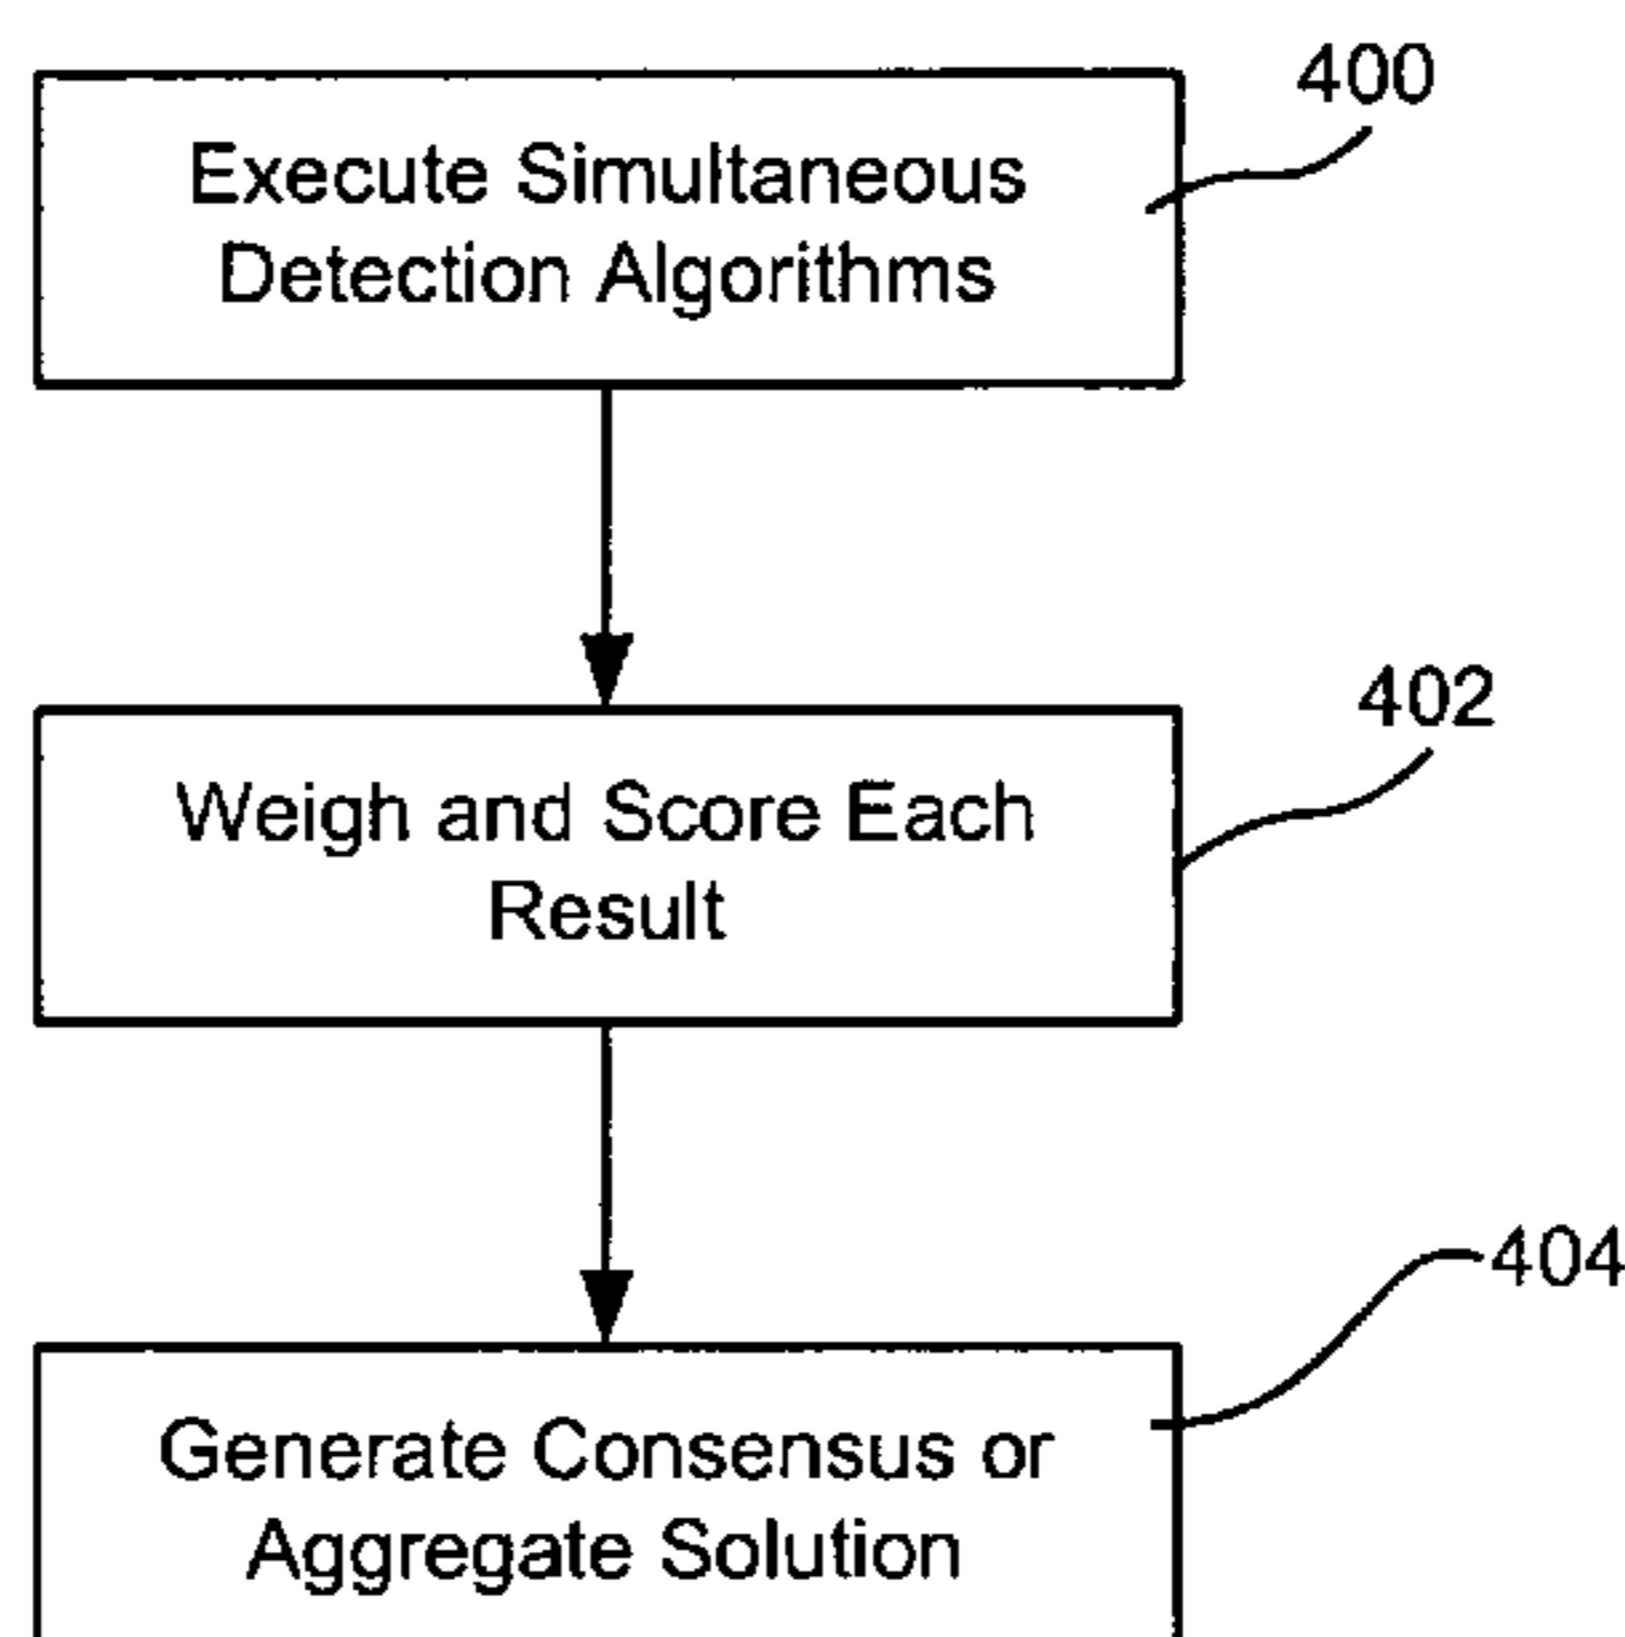 400
Execute Simultaneous
Detection Algorithms
402
Weigh and Score Each
Result
404
Generate Consensus or
Aggregate Solution